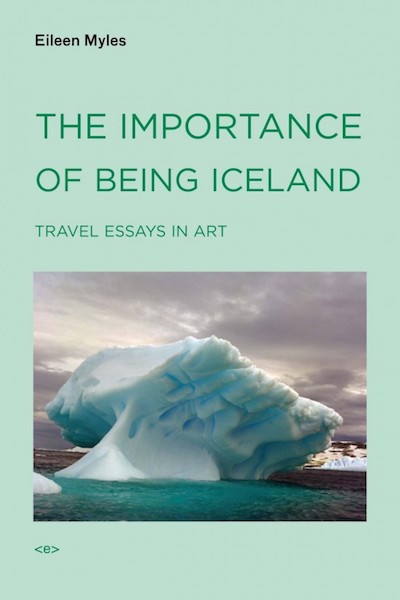 Eileen Myles
THE IMPORTANCE
OF BEING ICELAND
TRAVEL ESSAYS IN ART
<e>